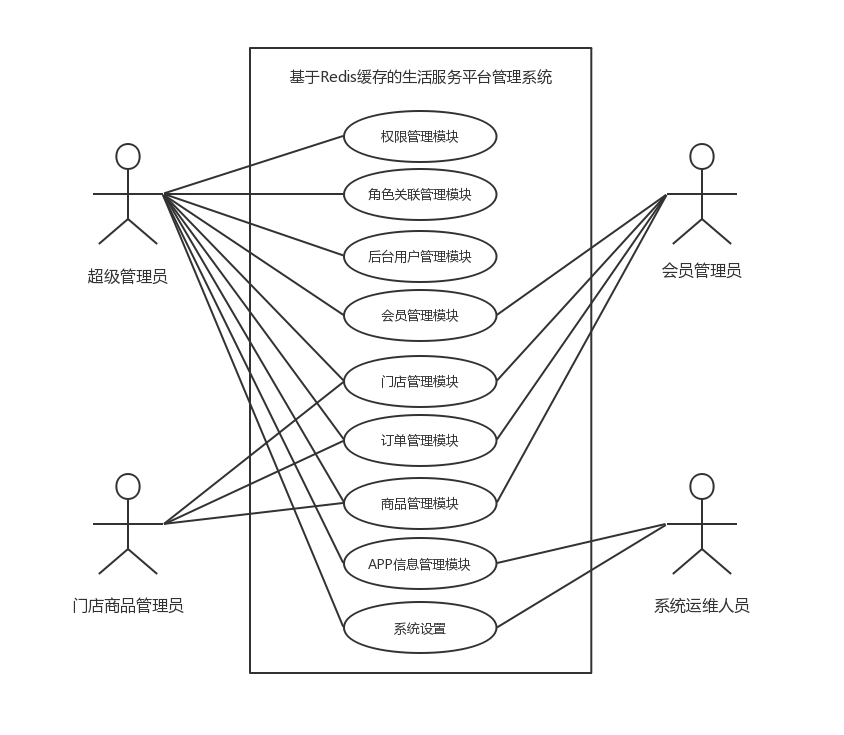 基于Redis缓存的生活服务平台管理系统
权限管理模块
角色关联管理模块
后台用户管理模块
会员管理模块
门店管理模块
订单管理模块
商品管理模块
APP信息管理模块
系统设置
超级管理员
会员管理员
门店商品管理员
系统运维人员